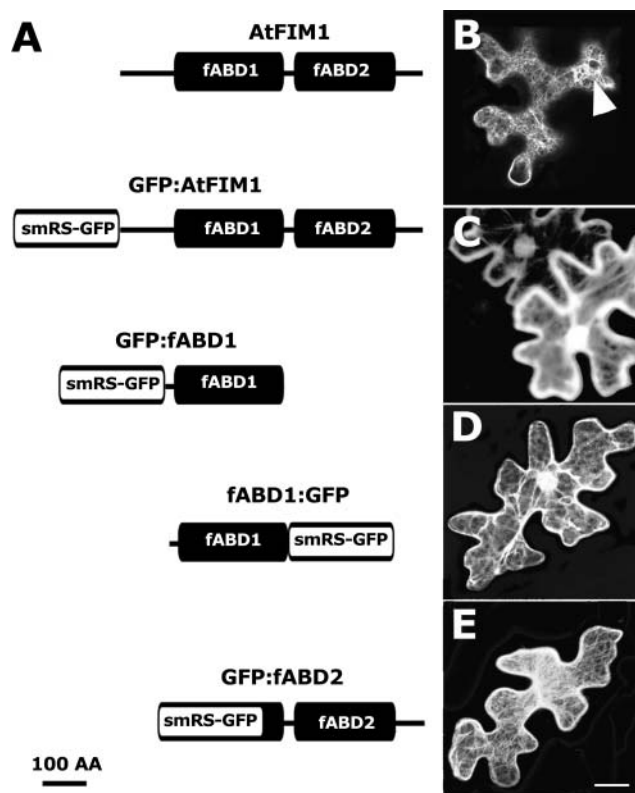 A
AtFIM1
fABD1 fABD2
GFP:AtFIM1
smRS-GFP fABD1 fABD2
GFP:fABD1
smRS-GFP fABD1
fABD1:GFP
fABD1 smRS-GFP
GFP:fABD2
smRS-GFP fABD2
100 AA
B
C
D
E